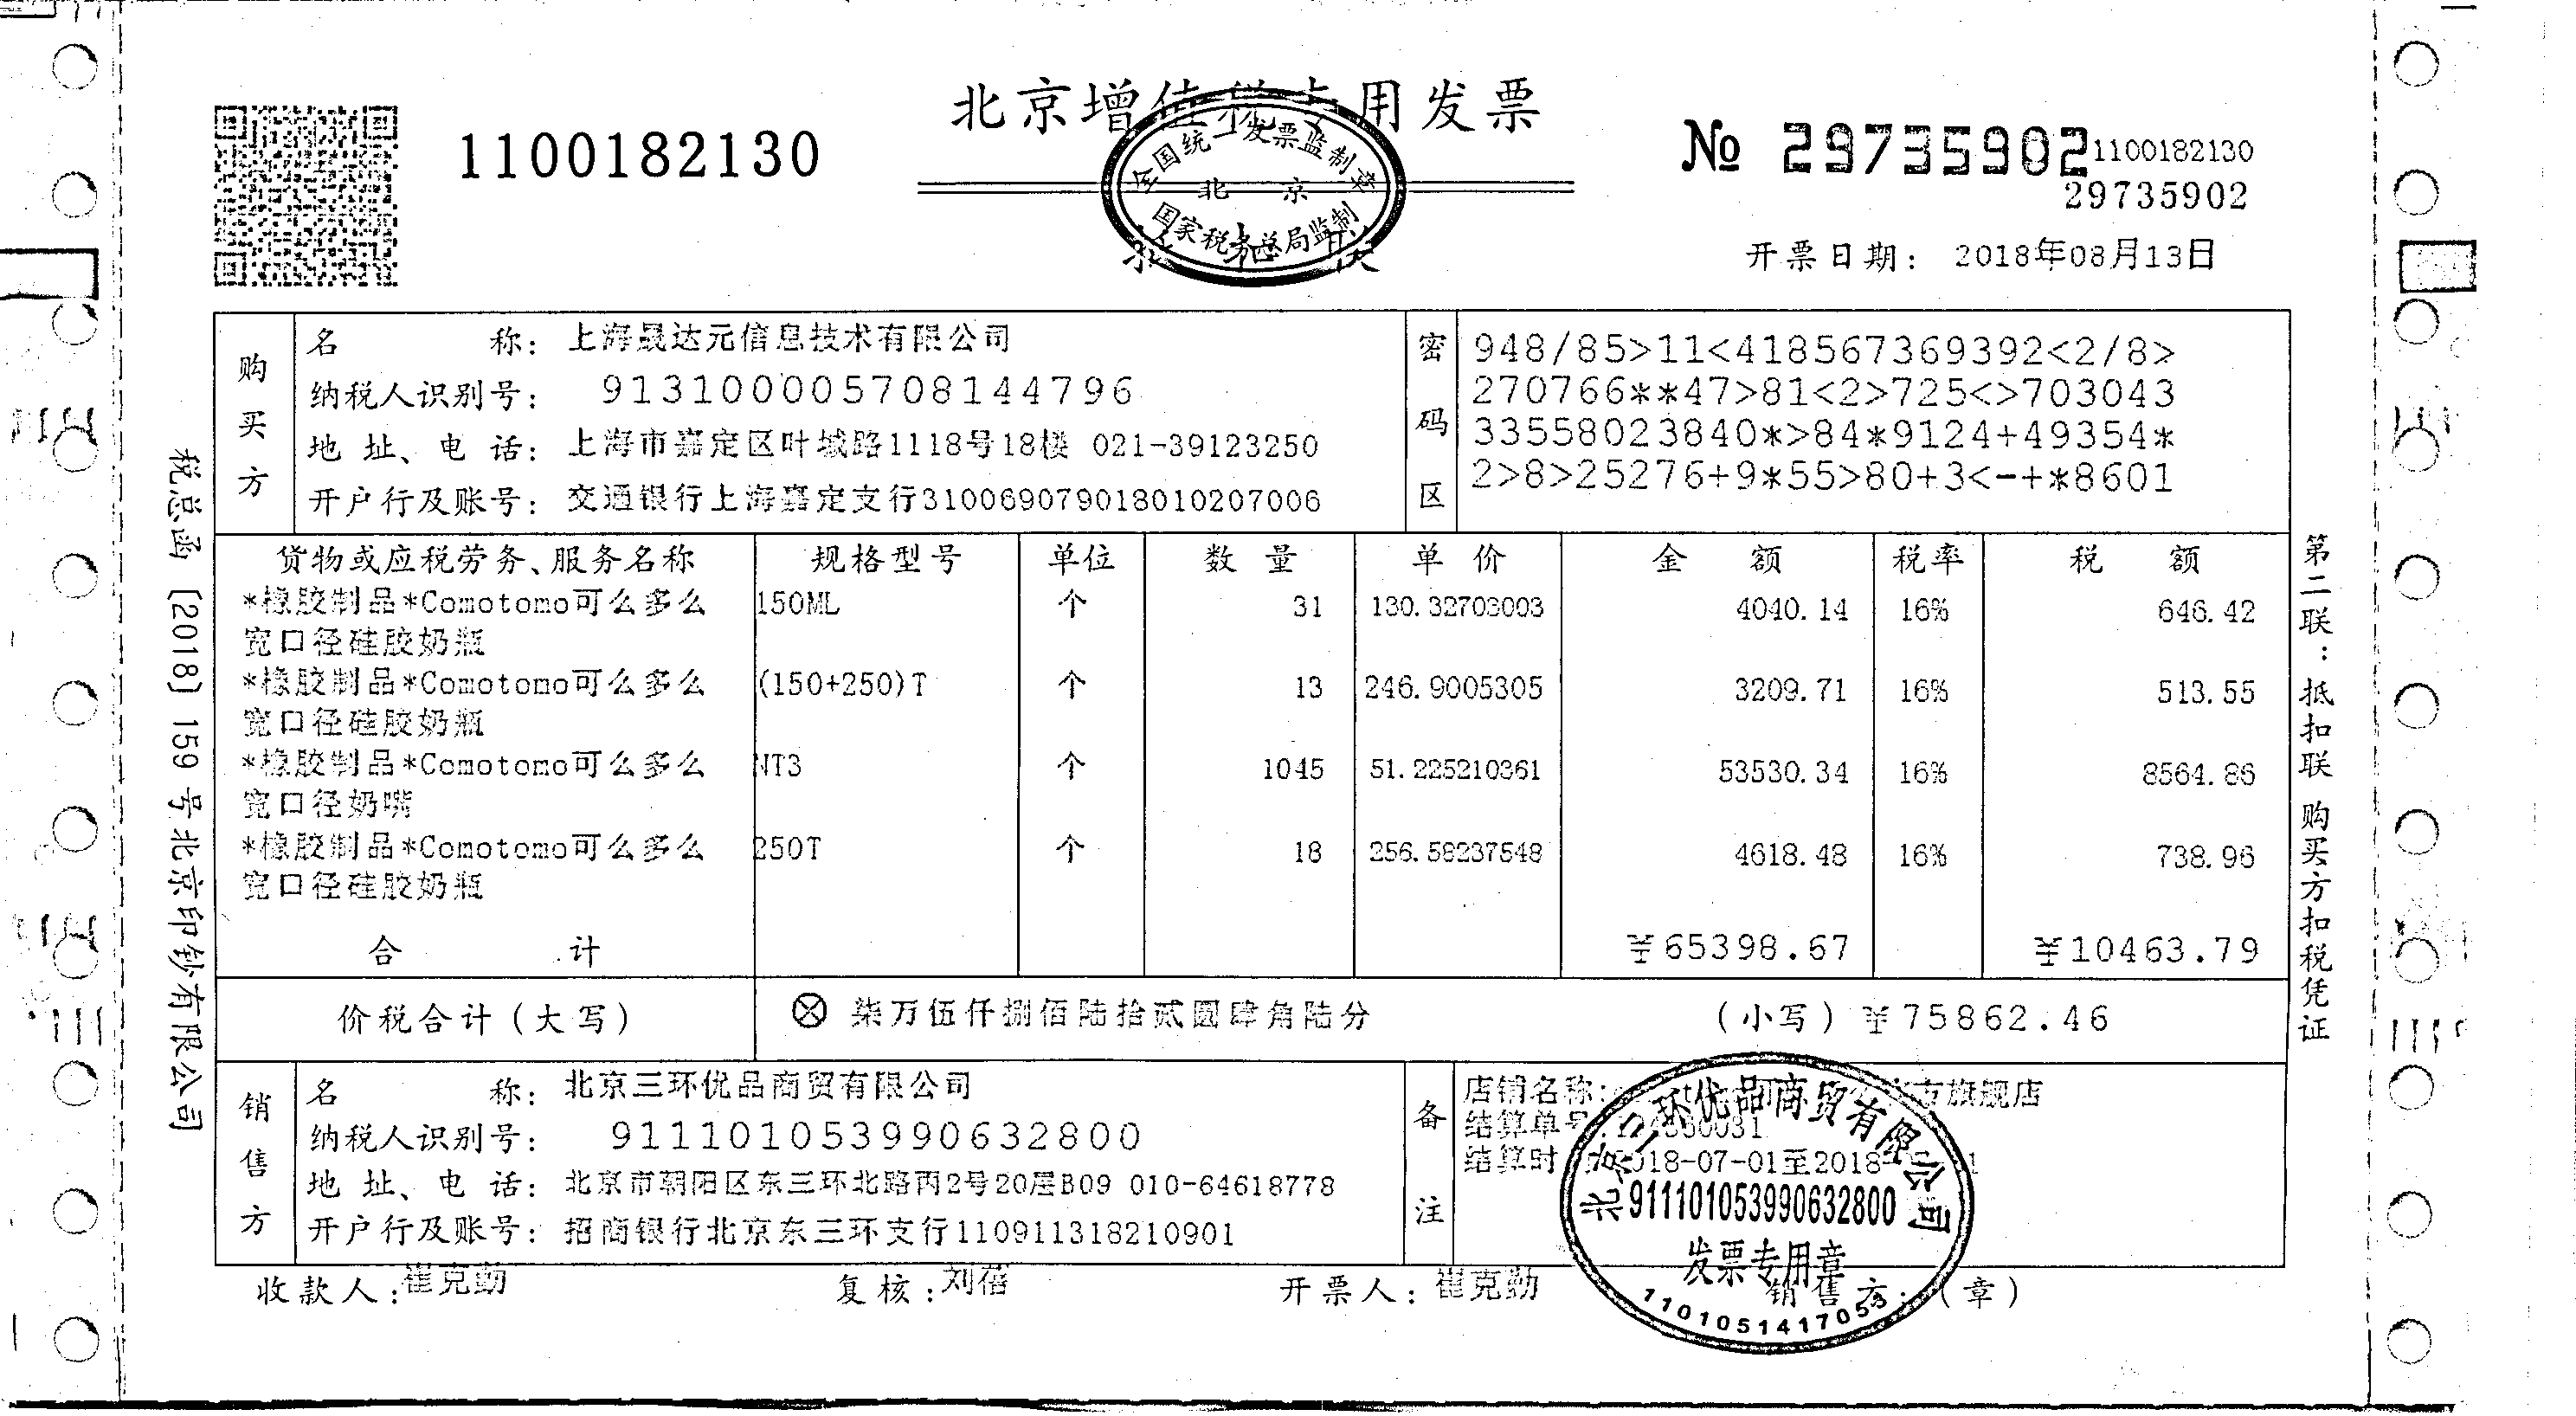 北京增值税专用发票
1100182130
№ 29735902
1100182130
29735902
全国统一发票监制章
北 京
国家税务总局监制
开票日期： 2018年08月13日
购买方
名 称： 上海晟达元信息技术有限公司
纳税人识别号： 913100005708144796
地 址、电 话： 上海市嘉定区叶城路1118号18楼 021-39123250
开户行及账号： 交通银行上海嘉定支行310069079018010207006
密码区
948/85>11<418567369392<2/8>
270766**47>81<2>725<>703043
33558023840*>84*9124+49354*
2>8>25276+9*55>80+3<-+*8601
货物或应税劳务、服务名称 规格型号 单位 数 量 单 价 金 额 税率 税 额
*橡胶制品*Comotomo可么多么 150ML 个 31 130.32703003 4040.14 16% 646.42
宽口径硅胶奶瓶
*橡胶制品*Comotomo可么多么 (150+250)T 个 13 246.9005305 3209.71 16% 513.55
宽口径硅胶奶瓶
*橡胶制品*Comotomo可么多么 NT3 个 1045 51.225210361 53530.34 16% 8564.86
宽口径奶嘴
*橡胶制品*Comotomo可么多么 250T 个 18 256.58237548 4618.48 16% 738.96
宽口径硅胶奶瓶
合 计 ￥65398.67 ￥10463.79
价税合计（大写） ⊗ 柒万伍仟捌佰陆拾贰圆肆角陆分 （小写）￥75862.46
销售方
名 称： 北京三环优品商贸有限公司
纳税人识别号： 911101053990632800
地 址、电 话： 北京市朝阳区东三环北路丙2号20层B09 010-64618778
开户行及账号： 招商银行北京东三环支行110911318210901
备注
店铺名称: 官方旗舰店
结算单号:
结算时 2018-07-01至2018-
北京三环优品商贸有限公司
911101053990632800
发票专用章
1101051417053
收款人：崔克勤 复核：刘蓓 开票人：崔克勤 销售方：（章）
税总函〔2018〕159号北京印钞有限公司
第二联：抵扣联 购买方扣税凭证